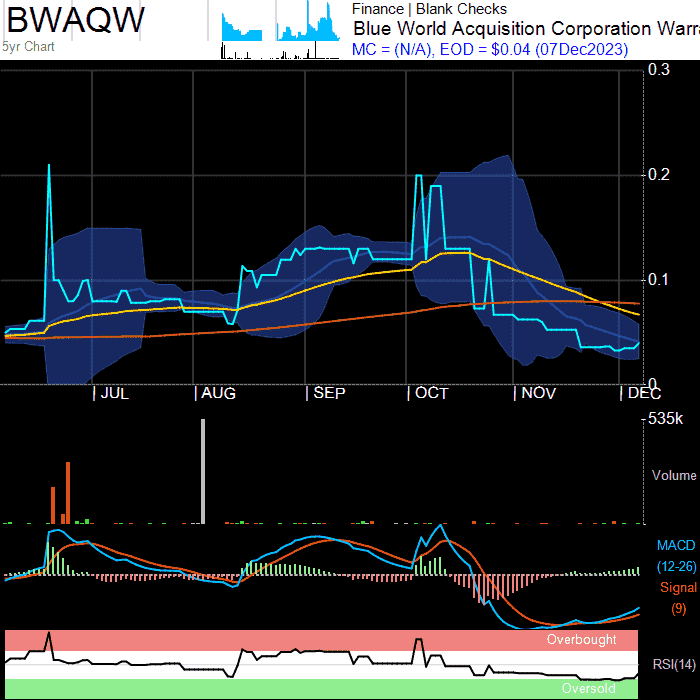 BWAQW
Finance | Blank Checks
5yr Chart
Blue World Acquisition Corporation Warra
MC = (N/A), EOD = $0.04 (07Dec2023)
0.3
0.2
0.1
0
| JUL | AUG | SEP | OCT | NOV | DEC
535k
Volume
MACD
(12-26)
Signal
(9)
Overbought
RSI(14)
Oversold